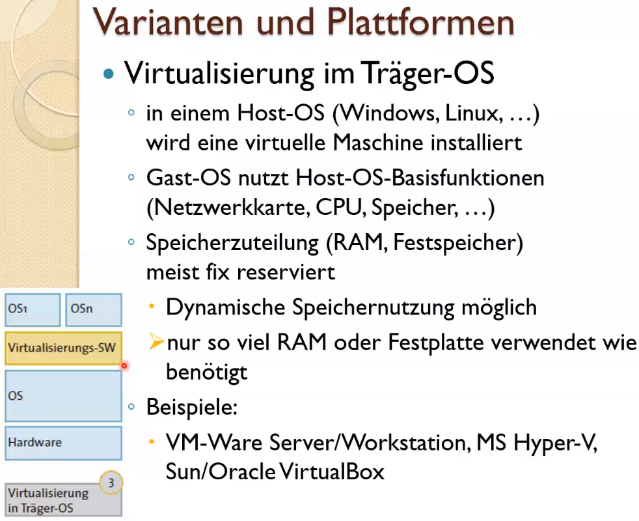 Varianten und Plattformen
Virtualisierung im Träger-OS
in einem Host-OS (Windows, Linux, …)
wird eine virtuelle Maschine installiert
Gast-OS nutzt Host-OS-Basisfunktionen
(Netzwerkkarte, CPU, Speicher, …)
Speicherzuteilung (RAM, Festspeicher)
meist fix reserviert
Dynamische Speichernutzung möglich
nur so viel RAM oder Festplatte verwendet wie
benötigt
Beispiele:
VM-Ware Server/Workstation, MS Hyper-V,
Sun/Oracle VirtualBox
OS1
OSn
Virtualisierungs-SW
OS
Hardware
3
Virtualisierung
in Träger-OS